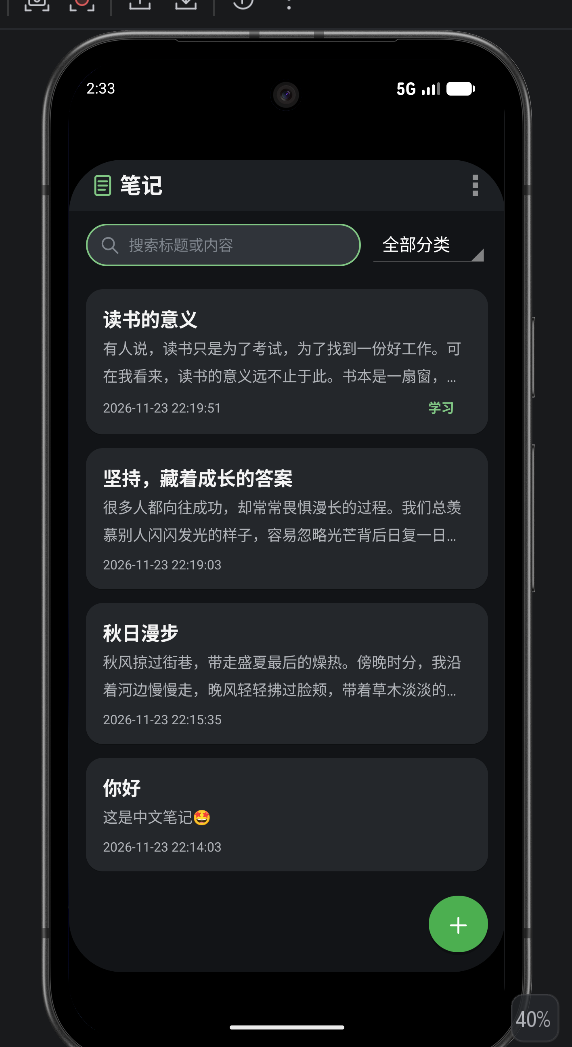 2:33
5G
笔记
搜索标题或内容
全部分类
读书的意义
有人说，读书只是为了考试，为了找到一份好工作。可
在我看来，读书的意义远不止于此。书本是一扇窗，…
2026-11-23 22:19:51
学习
坚持，藏着成长的答案
很多人都向往成功，却常常畏惧漫长的过程。我们总羡
慕别人闪闪发光的样子，容易忽略光芒背后日复一日…
2026-11-23 22:19:03
秋日漫步
秋风掠过街巷，带走盛夏最后的燥热。傍晚时分，我沿
着河边慢慢走，晚风轻轻拂过脸颊，带着草木淡淡的…
2026-11-23 22:15:35
你好
这是中文笔记🤩
2026-11-23 22:14:03
+
40%